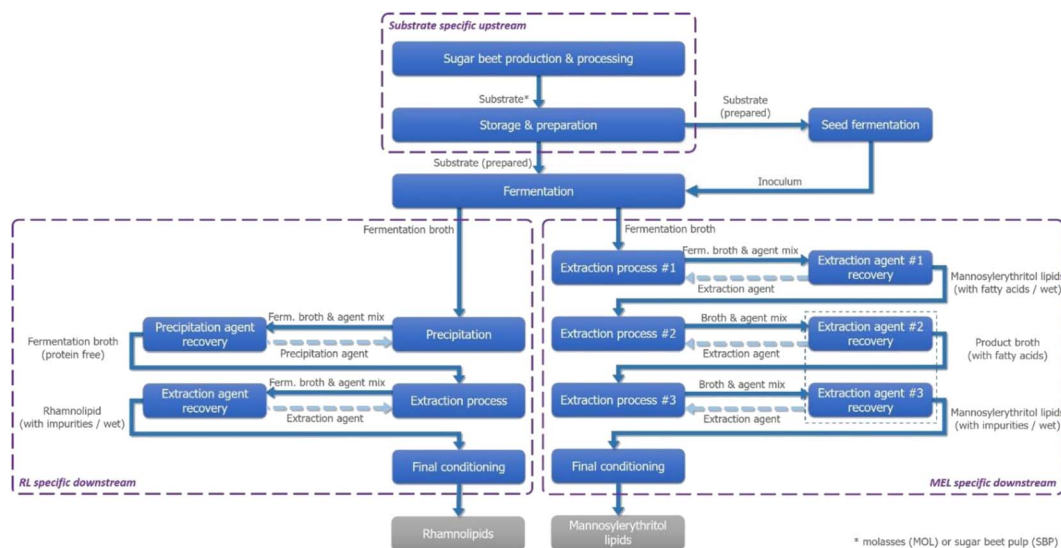 Substrate specific upstream
Sugar beet production & processing
Substrate*
Storage & preparation
Substrate
(prepared)
Seed fermentation
Substrate (prepared)
Inoculum
Fermentation
Fermentation broth
Fermentation broth
Extraction process #1
Ferm. broth & agent mix
Extraction agent
Extraction agent #1
recovery
Mannosylerythritol lipids
(with fatty acids / wet)
Precipitation agent
recovery
Ferm. broth & agent mix
Precipitation agent
Precipitation
Fermentation broth
(protein free)
Extraction process #2
Broth & agent mix
Extraction agent
Extraction agent #2
recovery
Product broth
(with fatty acids)
Extraction agent
recovery
Ferm. broth & agent mix
Extraction agent
Extraction process
Rhamnolipid
(with impurities / wet)
Extraction process #3
Broth & agent mix
Extraction agent
Extraction agent #3
recovery
Mannosylerythritol lipids
(with impurities / wet)
Final conditioning
Final conditioning
RL specific downstream
MEL specific downstream
Rhamnolipids
Mannosylerythritol
lipids
* molasses (MOL) or sugar beet pulp (SBP)